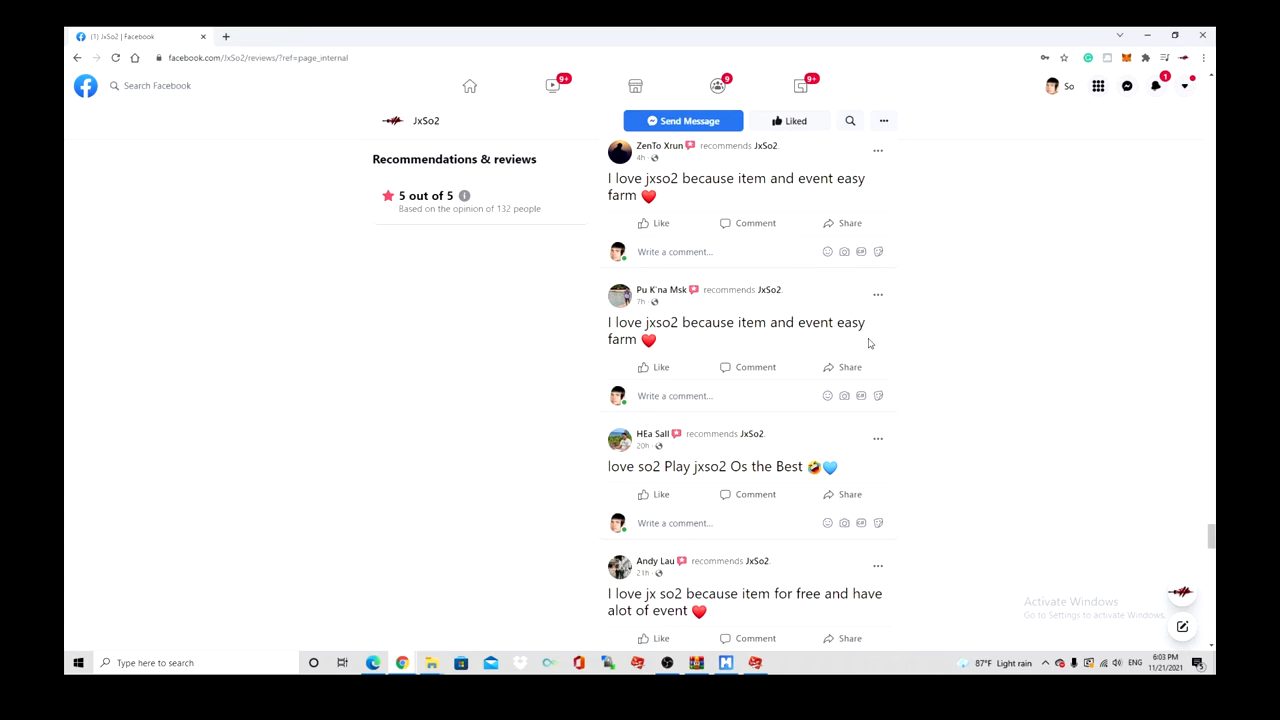 (1) JxSo2 | Facebook
facebook.com/JxSo2/reviews/?ref=page_internal
Search Facebook
9+
9
9+
So
1
JxSo2
Send Message
Liked
Recommendations & reviews
5 out of 5
Based on the opinion of 132 people
ZenTo Xrun recommends JxSo2.
4h
I love jxso2 because item and event easy
farm ❤️
Like Comment Share
Write a comment...
Pu K'na Msk recommends JxSo2.
7h
I love jxso2 because item and event easy
farm ❤️
Like Comment Share
Write a comment...
HEa Sall recommends JxSo2.
20h
love so2 Play jxso2 Os the Best 🤣💙
Like Comment Share
Write a comment...
Andy Lau recommends JxSo2.
21h
I love jx so2 because item for free and have
alot of event ❤️
Like Comment Share
Activate Windows
Go to Settings to activate Windows.
Type here to search
87°F Light rain
ENG
6:03 PM
11/21/2021
5